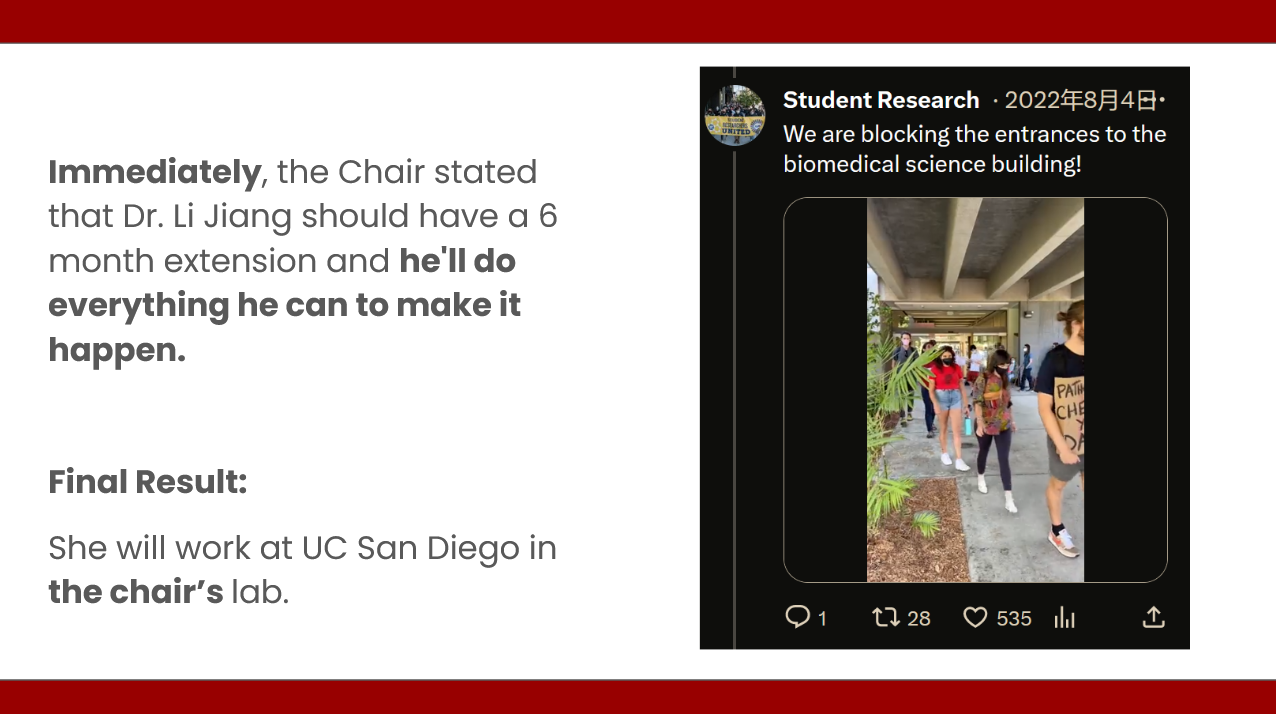 Immediately, the Chair stated
that Dr. Li Jiang should have a 6
month extension and he'll do
everything he can to make it
happen.
Final Result:
She will work at UC San Diego in
the chair’s lab.
Student Research · 2022年8月4日
We are blocking the entrances to the
biomedical science building!
UNITED
1 28 535